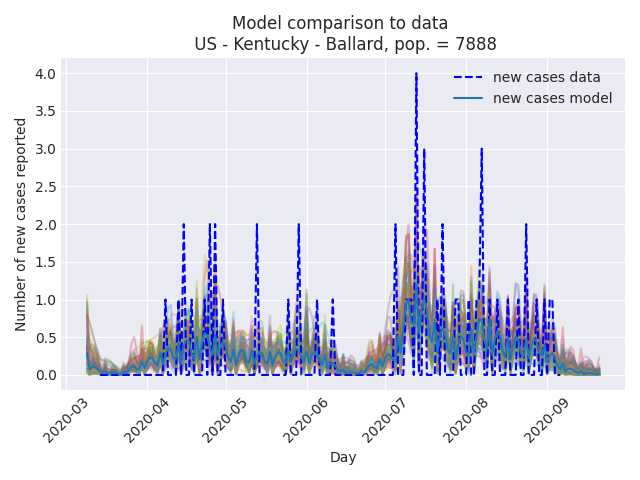 Model comparison to data
US - Kentucky - Ballard, pop. = 7888
new cases data
new cases model
Number of new cases reported
4.0
3.5
3.0
2.5
2.0
1.5
1.0
0.5
0.0
2020-03
2020-04
2020-05
2020-06
2020-07
2020-08
2020-09
Day